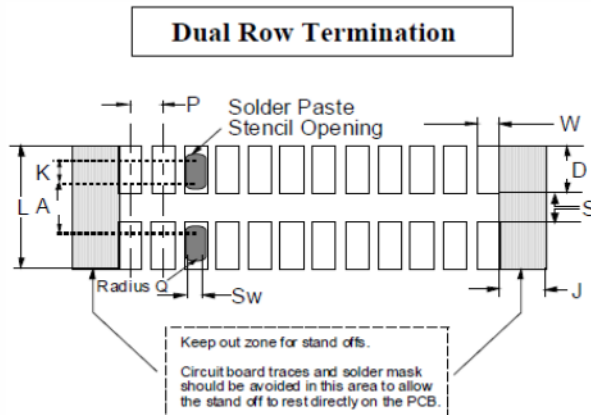 Dual Row Termination
P
Solder Paste
Stencil Opening
W
K
D
L
A
S
Radius Q
Sw
J
Keep out zone for stand offs.
Circuit board traces and solder mask
should be avoided in this area to allow
the stand off to rest directly on the PCB.